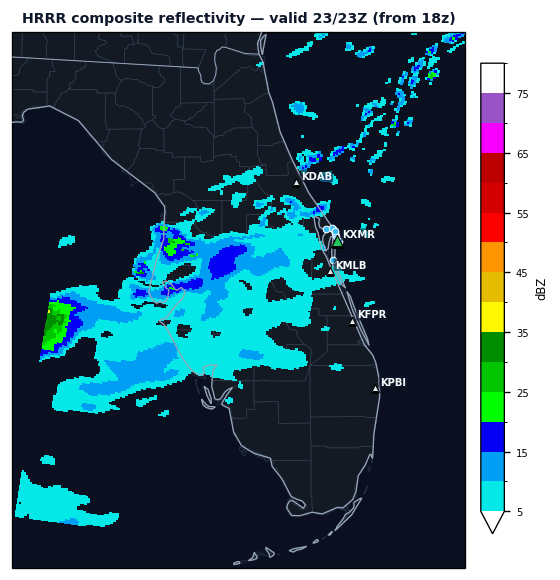 HRRR composite reflectivity — valid 23/23Z (from 18z)
KDAB
KXMR
KMLB
KFPR
KPBI
75
65
55
45
35
25
15
5
dBZ